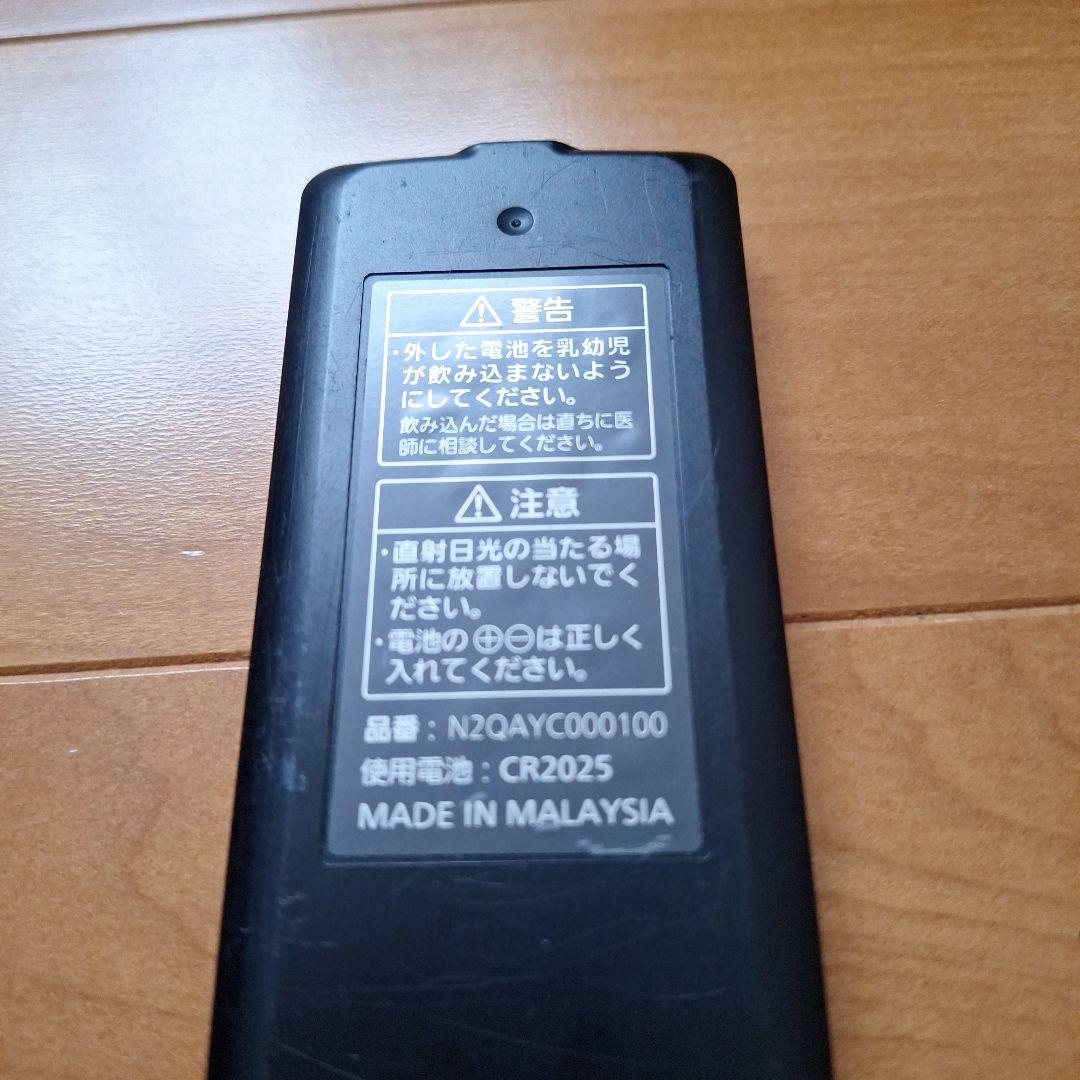 ⚠ 警告
・外した電池を乳幼児
が飲み込まないよう
にしてください。
飲み込んだ場合は直ちに医
師に相談してください。
⚠ 注意
・直射日光の当たる場
所に放置しないでく
ださい。
・電池の⊕⊖は正しく
入れてください。
品番：N2QAYC000100
使用電池：CR2025
MADE IN MALAYSIA